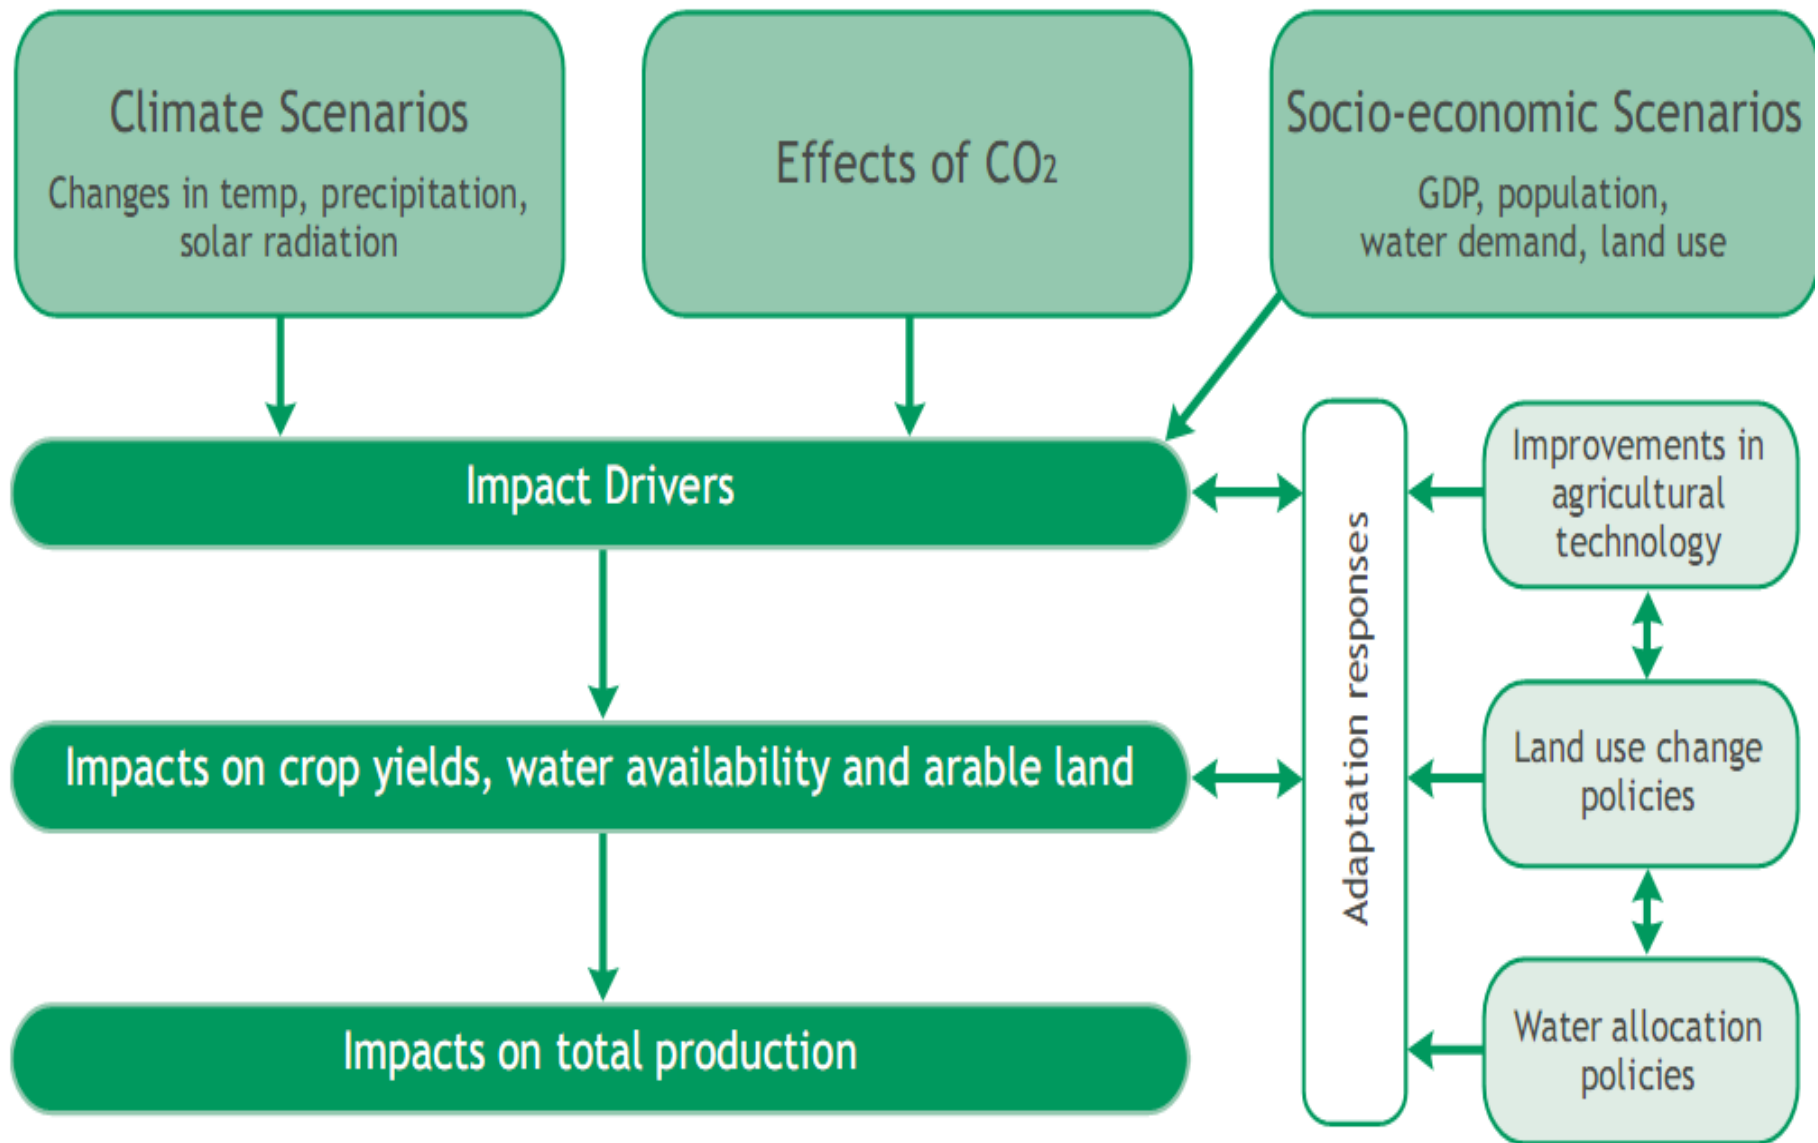 Climate Scenarios
Changes in temp, precipitation,
solar radiation
Effects of CO₂
Socio-economic Scenarios
GDP, population,
water demand, land use
Impact Drivers
Impacts on crop yields, water availability and arable land
Impacts on total production
Adaptation responses
Improvements in
agricultural
technology
Land use change
policies
Water allocation
policies